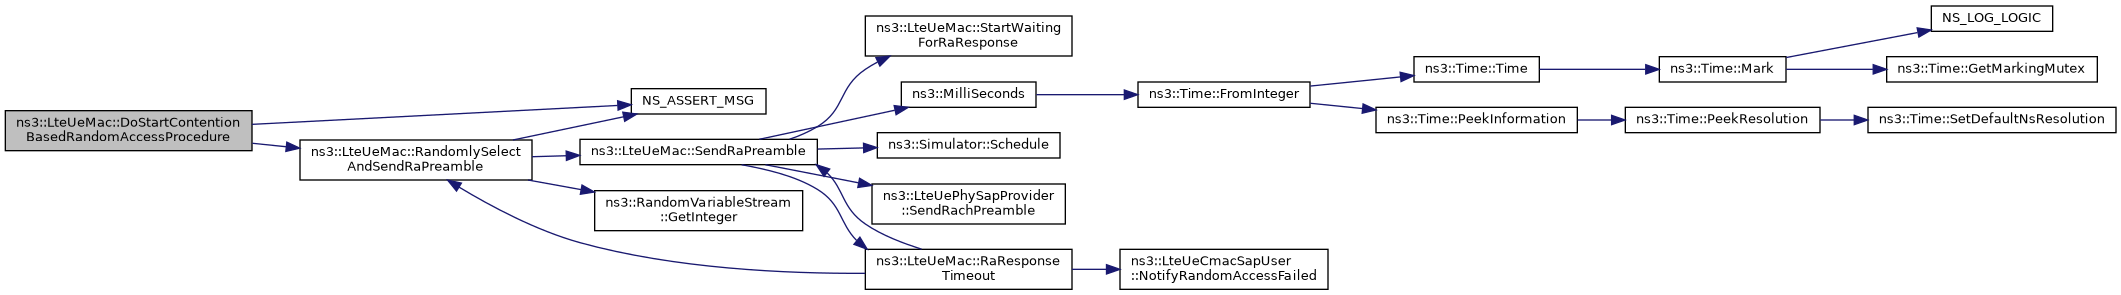 ns3::LteUeMac::DoStartContention
BasedRandomAccessProcedure
NS_ASSERT_MSG
ns3::LteUeMac::RandomlySelect
AndSendRaPreamble
ns3::LteUeMac::SendRaPreamble
ns3::RandomVariableStream
::GetInteger
ns3::LteUeMac::StartWaiting
ForRaResponse
ns3::MilliSeconds
ns3::Simulator::Schedule
ns3::LteUePhySapProvider
::SendRachPreamble
ns3::LteUeMac::RaResponse
Timeout
ns3::Time::FromInteger
ns3::LteUeCmacSapUser
::NotifyRandomAccessFailed
ns3::Time::Time
ns3::Time::PeekInformation
ns3::Time::Mark
ns3::Time::PeekResolution
NS_LOG_LOGIC
ns3::Time::GetMarkingMutex
ns3::Time::SetDefaultNsResolution